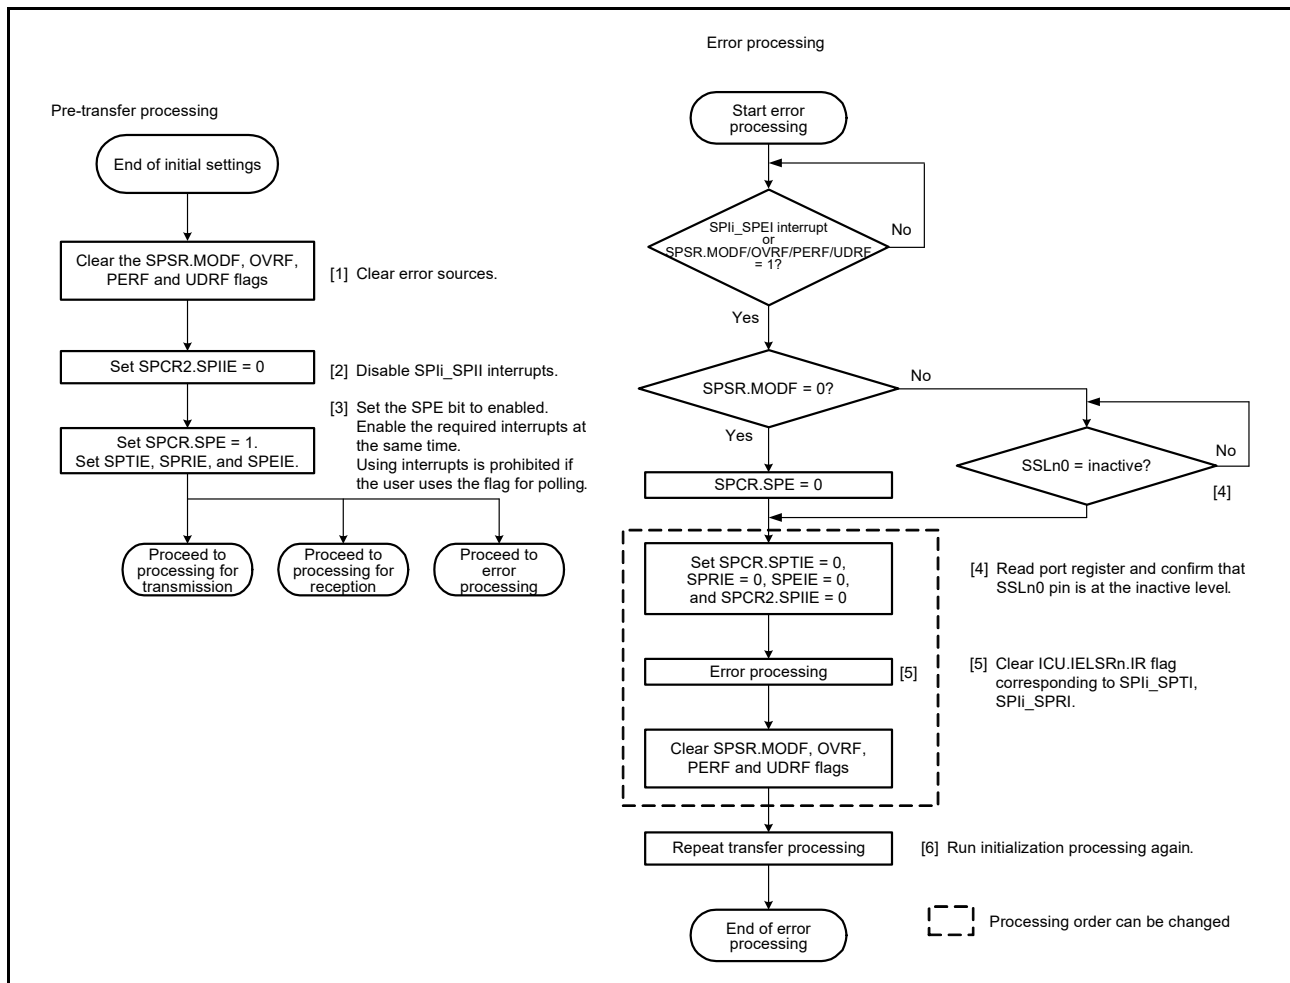 Pre-transfer processing
End of initial settings
Clear the SPSR.MODF, OVRF,
PERF and UDRF flags
[1] Clear error sources.
Set SPCR2.SPIIE = 0
[2] Disable SPIi_SPII interrupts.
Set SPCR.SPE = 1.
Set SPTIE, SPRIE, and SPEIE.
[3] Set the SPE bit to enabled.
Enable the required interrupts at
the same time.
Using interrupts is prohibited if
the user uses the flag for polling.
Proceed to
processing for
transmission
Proceed to
processing for
reception
Proceed to
error
processing
Error processing
Start error
processing
SPIi_SPEI interrupt
or
SPSR.MODF/OVRF/PERF/UDRF
= 1?
No
Yes
SPSR.MODF = 0?
No
Yes
SSLn0 = inactive?
No
[4]
SPCR.SPE = 0
Set SPCR.SPTIE = 0,
SPRIE = 0, SPEIE = 0,
and SPCR2.SPIIE = 0
[4] Read port register and confirm that
SSLn0 pin is at the inactive level.
Error processing
[5]
[5] Clear ICU.IELSRn.IR flag
corresponding to SPIi_SPTI,
SPIi_SPRI.
Clear SPSR.MODF, OVRF,
PERF and UDRF flags
Repeat transfer processing
[6] Run initialization processing again.
End of error
processing
Processing order can be changed